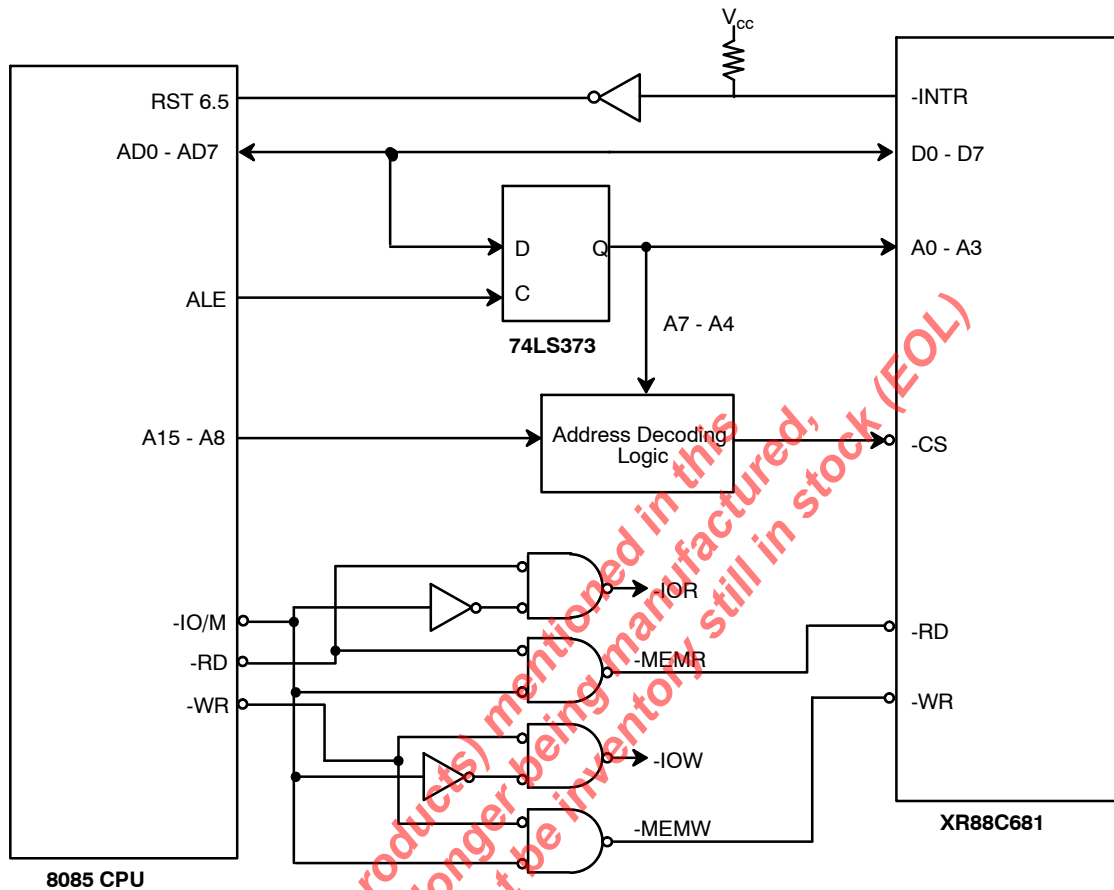 Vcc
RST 6.5
-INTR
AD0 - AD7
D0 - D7
D
Q
A0 - A3
ALE
C
A7 - A4
74LS373
A15 - A8
Address Decoding
Logic
-CS
-IOR
-IO/M
-RD
-MEMR
-RD
-WR
-WR
-IOW
-MEMW
XR88C681
8085 CPU
roducts) mentioned in this
longer being manufactured,
t be inventory still in stock (EOL)